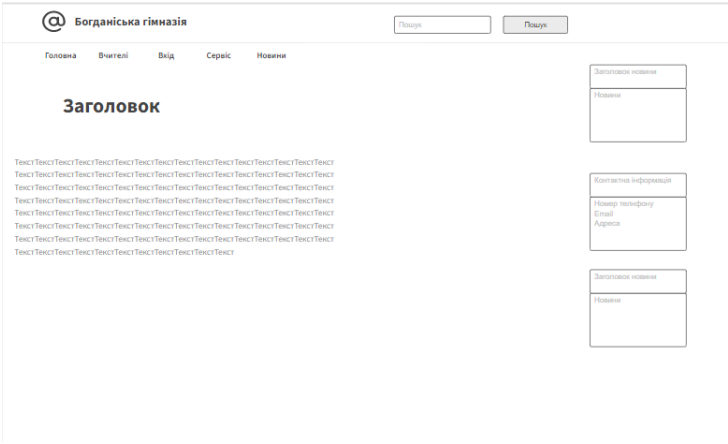 @ Богданіська гімназія
Пошук
Пошук
Головна Вчителі Вхід Сервіс Новини
Заголовок
ТекстТекстТекстТекстТекстТекстТекстТекстТекстТекстТекстТекстТекстТекстТекстТекст
ТекстТекстТекстТекстТекстТекстТекстТекстТекстТекстТекстТекстТекстТекстТекстТекст
ТекстТекстТекстТекстТекстТекстТекстТекстТекстТекстТекстТекстТекстТекстТекстТекст
ТекстТекстТекстТекстТекстТекстТекстТекстТекстТекстТекстТекстТекстТекстТекстТекст
ТекстТекстТекстТекстТекстТекстТекстТекстТекстТекстТекстТекстТекстТекстТекстТекст
ТекстТекстТекстТекстТекстТекстТекстТекстТекстТекстТекстТекстТекстТекстТекстТекст
ТекстТекстТекстТекстТекстТекстТекстТекстТекстТекстТекстТекстТекстТекстТекстТекст
ТекстТекстТекстТекстТекстТекстТекстТекстТекстТекстТекст
Заголовок новини
Новини
Контактна інформація
Номер телефону
Email
Адреса
Заголовок новини
Новини